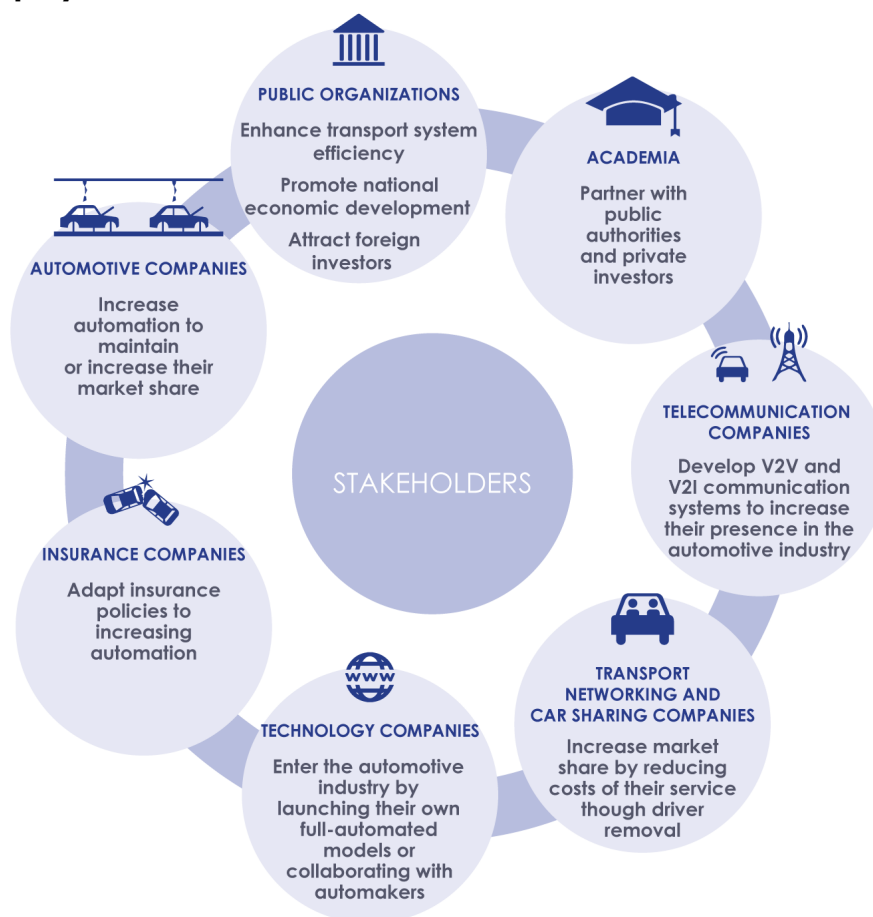 PUBLIC ORGANIZATIONS
Enhance transport system
efficiency
Promote national
economic development
Attract foreign
investors
ACADEMIA
Partner with
public
authorities
and private
investors
TELECOMMUNICATION
COMPANIES
Develop V2V and
V2I communication
systems to increase
their presence in the
automotive industry
TRANSPORT
NETWORKING AND
CAR SHARING COMPANIES
Increase market
share by reducing
costs of their service
though driver
removal
www
TECHNOLOGY COMPANIES
Enter the automotive
industry by
launching their own
full-automated
models or
collaborating with
automakers
INSURANCE COMPANIES
Adapt insurance
policies to
increasing
automation
AUTOMOTIVE COMPANIES
Increase
automation to
maintain
or increase their
market share
STAKEHOLDERS